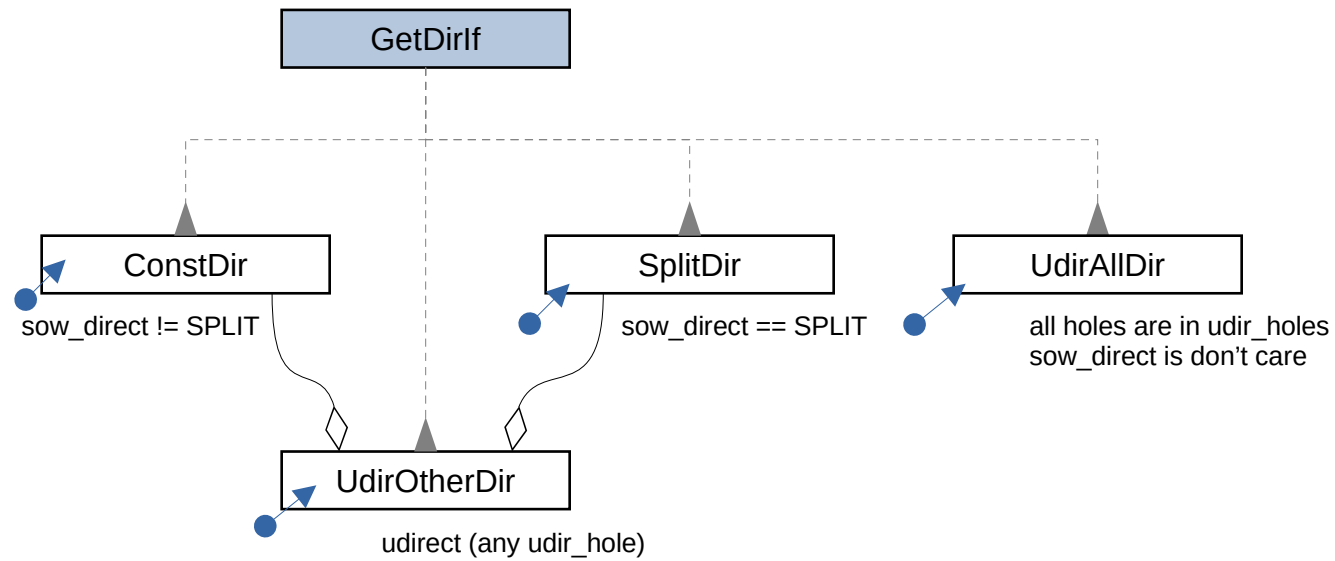 GetDirIf
ConstDir
SplitDir
UdirAllDir
sow_direct != SPLIT
sow_direct == SPLIT
all holes are in udir_holes
sow_direct is don’t care
UdirOtherDir
udirect (any udir_hole)